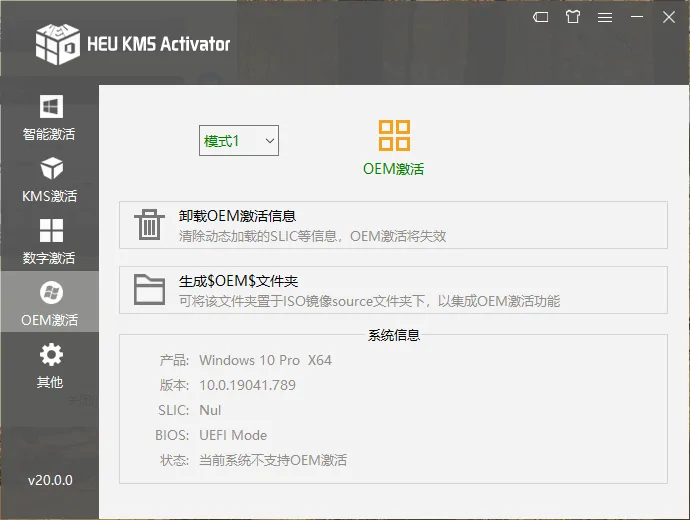 HEU KMS Activator
智能激活
KMS激活
数字激活
OEM激活
其他
v20.0.0
模式1
OEM激活
卸载OEM激活信息
清除动态加载的SLIC等信息，OEM激活将失效
生成$OEM$文件夹
可将该文件夹置于ISO镜像source文件夹下，以集成OEM激活功能
系统信息
产品: Windows 10 Pro X64
版本: 10.0.19041.789
SLIC: Nul
BIOS: UEFI Mode
状态: 当前系统不支持OEM激活